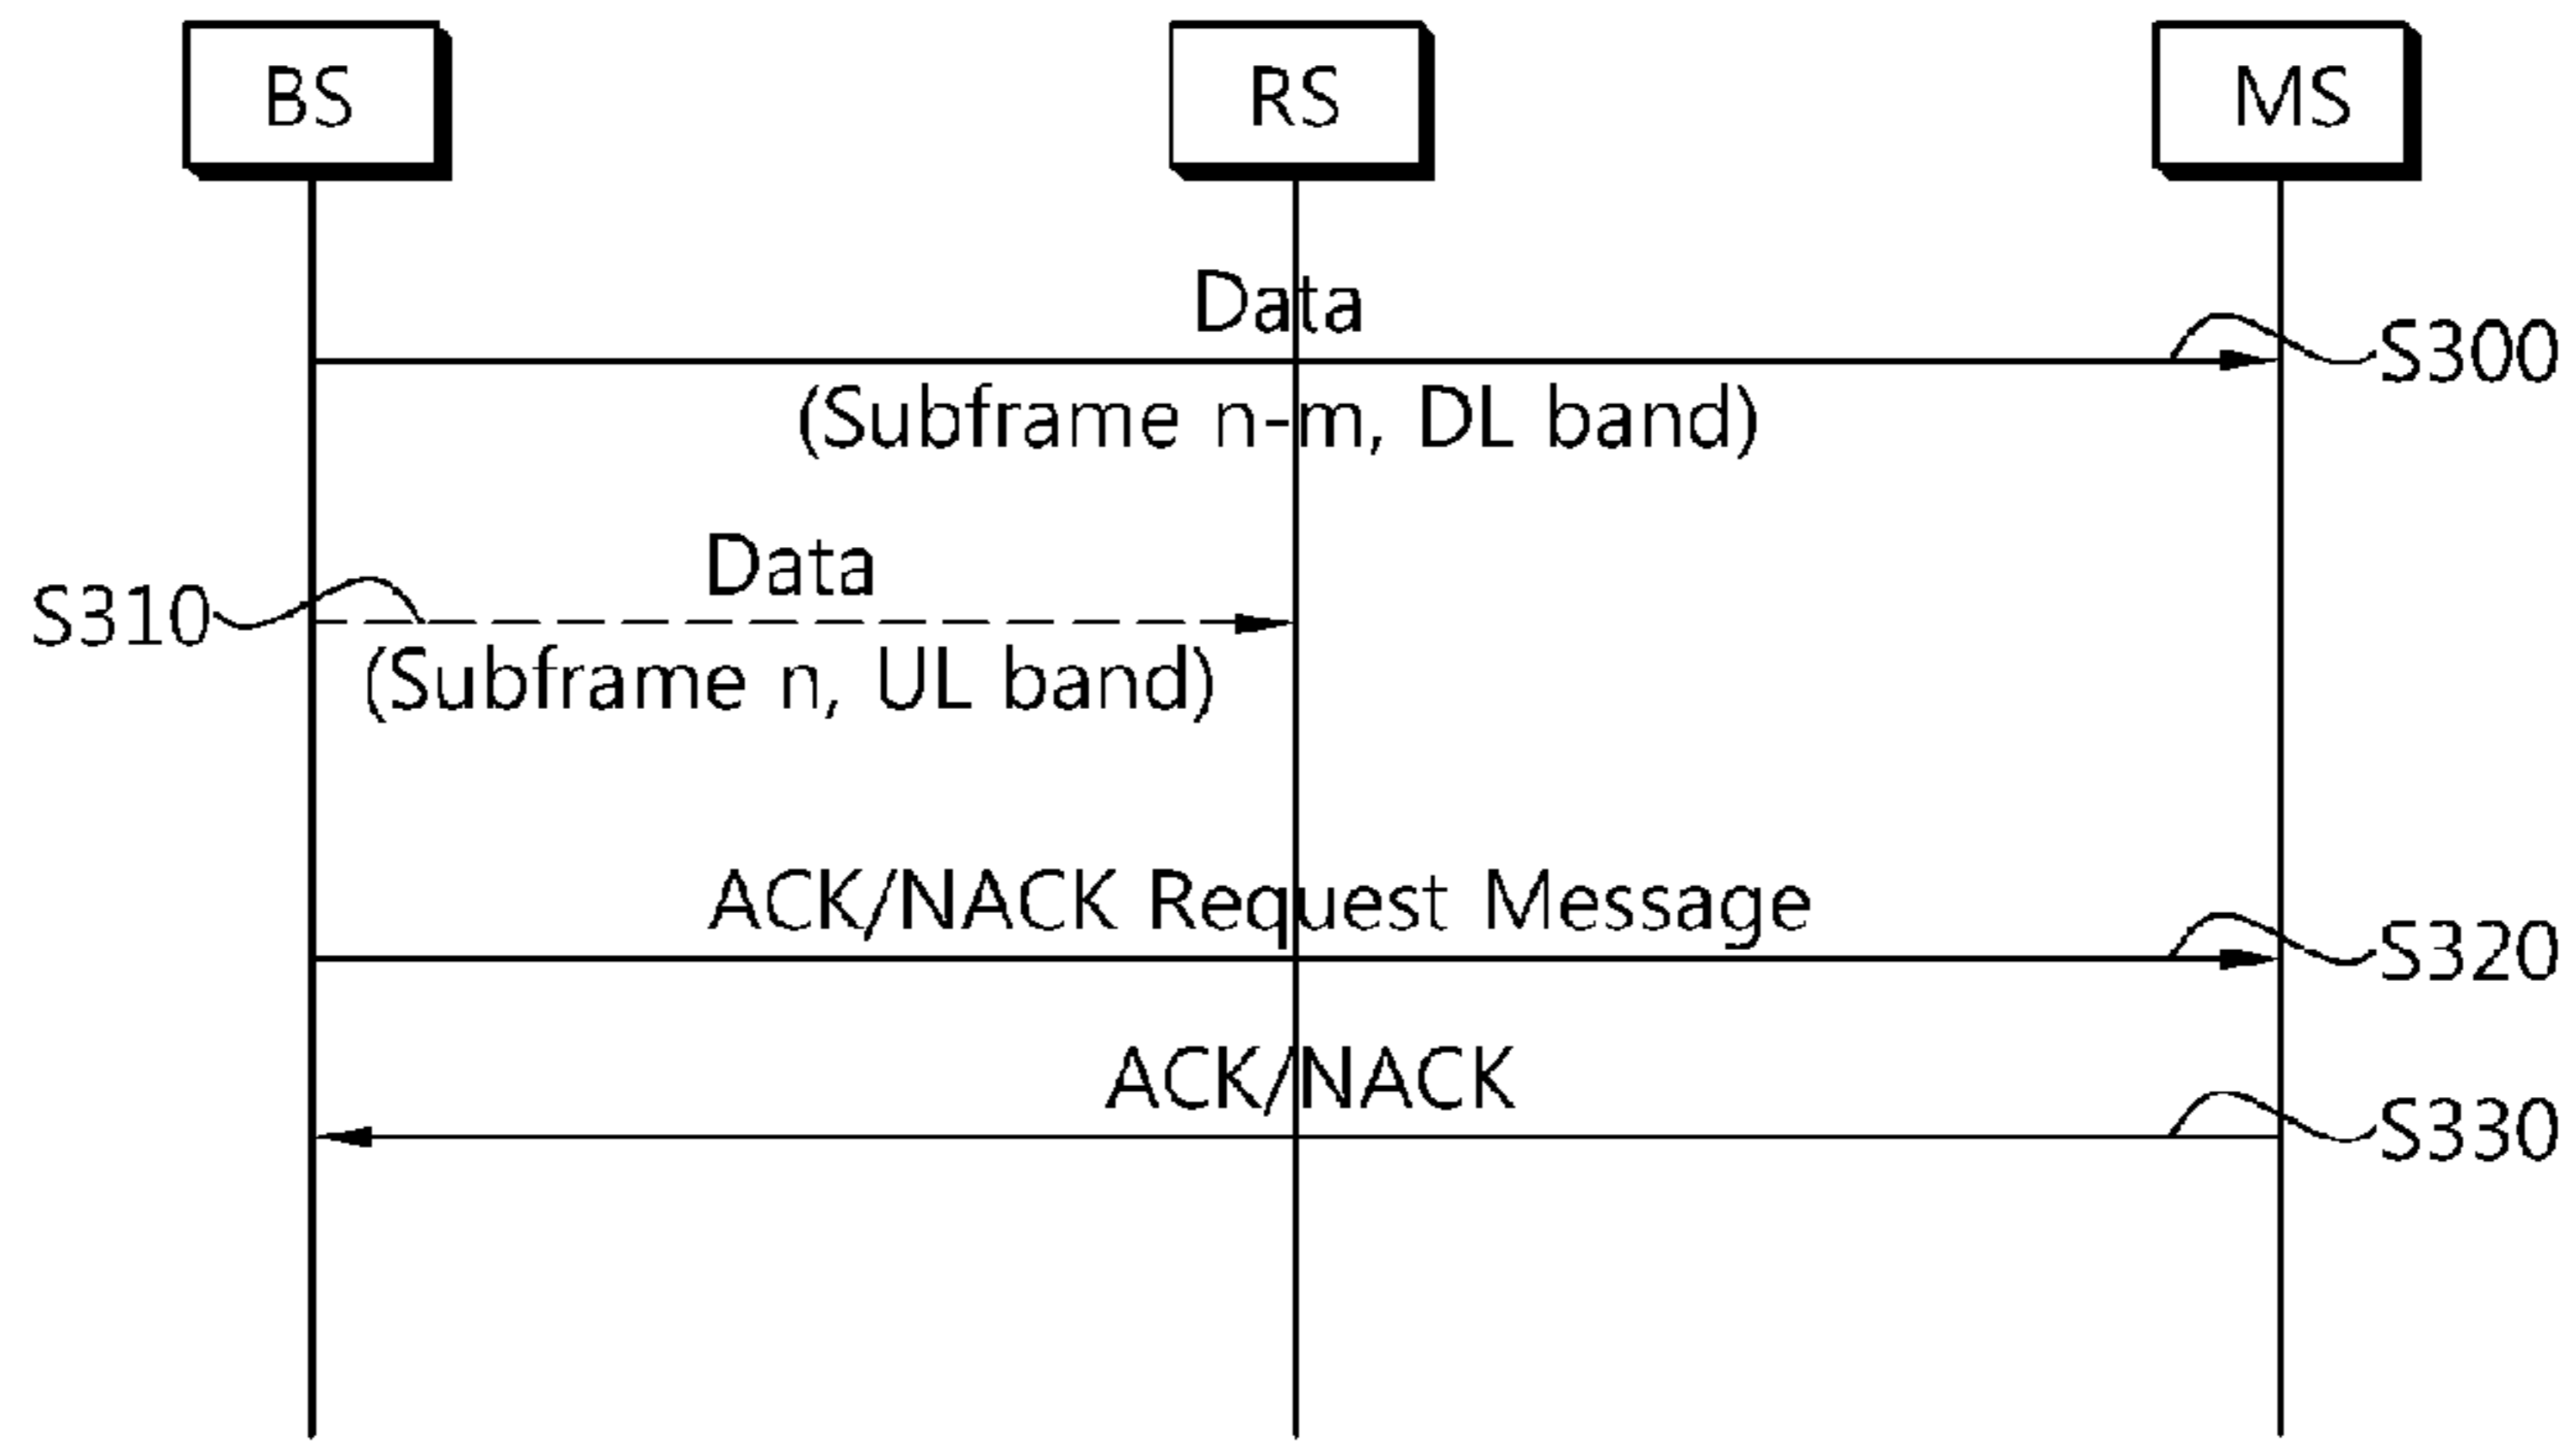 BS
RS
MS
Data
S300
(Subframe n-m, DL band)
Data
S310
(Subframe n, UL band)
ACK/NACK Request Message
S320
ACK/NACK
S330